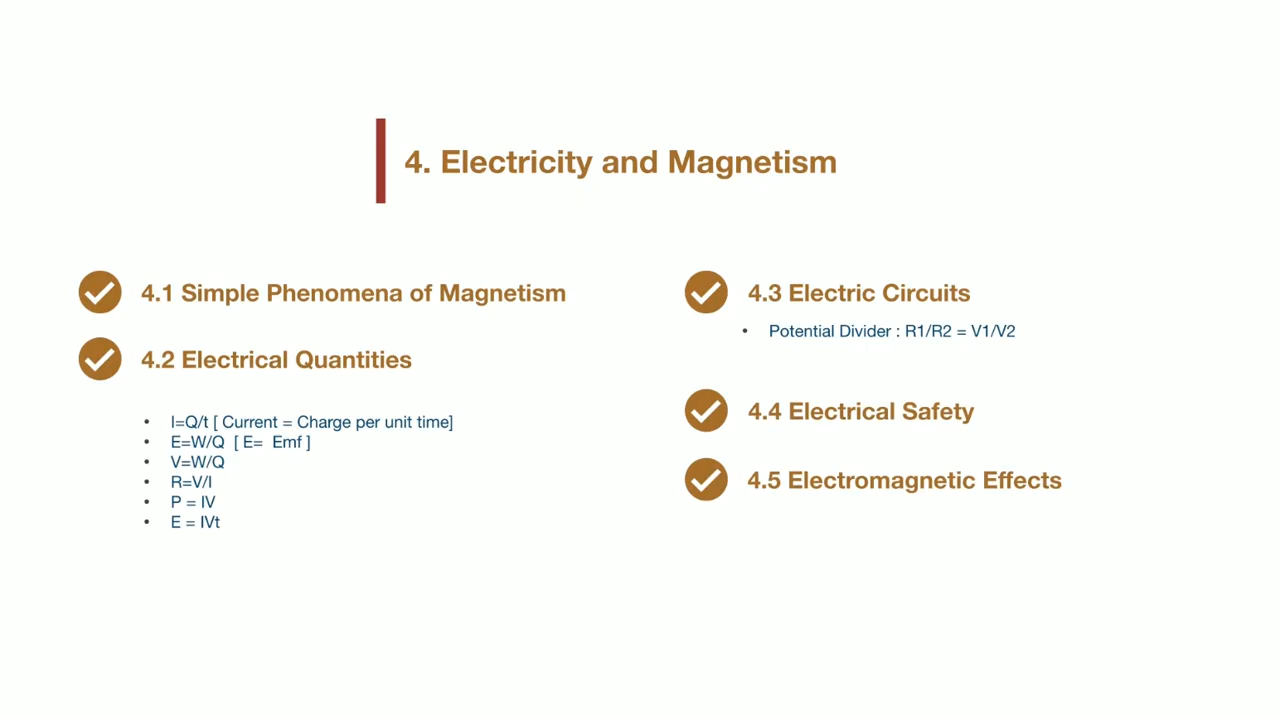 4. Electricity and Magnetism
4.1 Simple Phenomena of Magnetism
4.2 Electrical Quantities
• I=Q/t [ Current = Charge per unit time]
• E=W/Q [ E= Emf ]
• V=W/Q
• R=V/I
• P = IV
• E = IVt
4.3 Electric Circuits
• Potential Divider : R1/R2 = V1/V2
4.4 Electrical Safety
4.5 Electromagnetic Effects